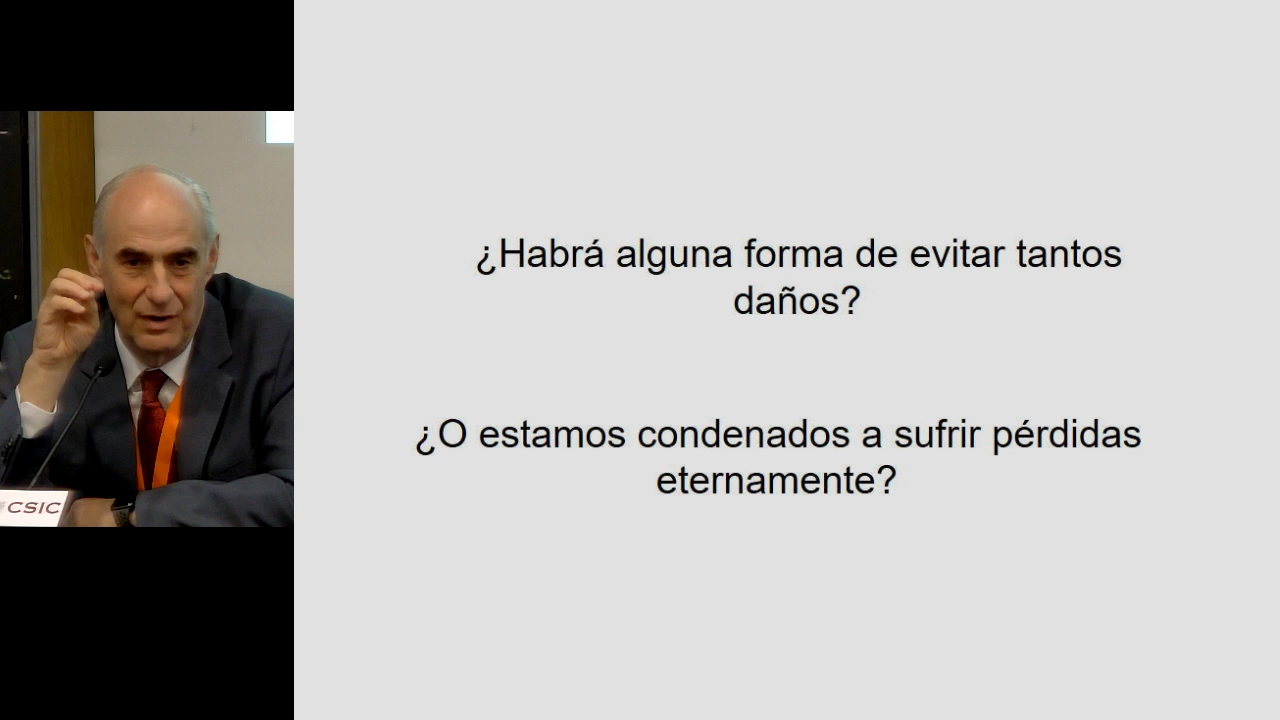 ¿Habrá alguna forma de evitar tantos
daños?
¿O estamos condenados a sufrir pérdidas
eternamente?
CSIC